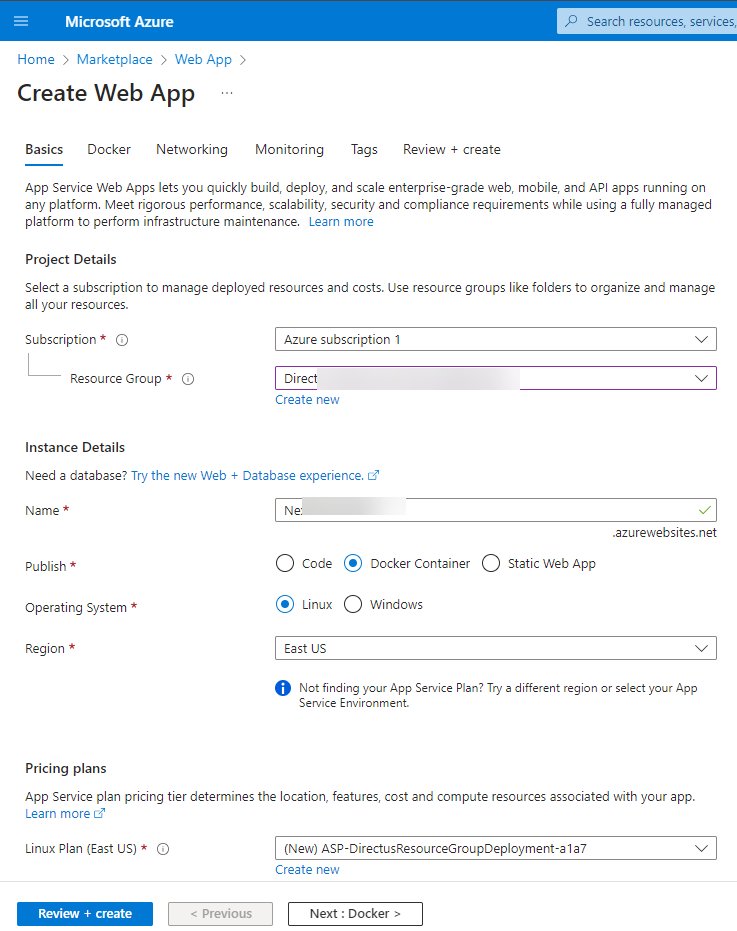 Microsoft Azure
Search resources, services,
Home > Marketplace > Web App >
Create Web App ...
Basics Docker Networking Monitoring Tags Review + create
App Service Web Apps lets you quickly build, deploy, and scale enterprise-grade web, mobile, and API apps running on
any platform. Meet rigorous performance, scalability, security and compliance requirements while using a fully managed
platform to perform infrastructure maintenance. Learn more
Project Details
Select a subscription to manage deployed resources and costs. Use resource groups like folders to organize and manage
all your resources.
Subscription * Azure subscription 1
Resource Group * Direct
Create new
Instance Details
Need a database? Try the new Web + Database experience.
Name * Ne
.azurewebsites.net
Publish * Code Docker Container Static Web App
Operating System * Linux Windows
Region * East US
Not finding your App Service Plan? Try a different region or select your App
Service Environment.
Pricing plans
App Service plan pricing tier determines the location, features, cost and compute resources associated with your app.
Learn more
Linux Plan (East US) * (New) ASP-DirectusResourceGroupDeployment-a1a7
Create new
Review + create < Previous Next : Docker >